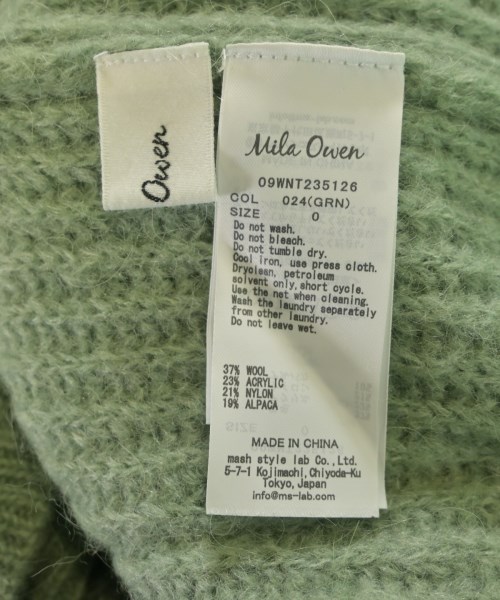 Owen
Mila Owen
09WNT235126
COL 024(GRN)
SIZE 0
Do not wash.
Do not bleach.
Do not tumble dry.
Cool iron, use press cloth.
Dryclean, petroleum
solvent only, short cycle.
Use the net when cleaning.
Wash the laundry separately
from other laundry.
Do not leave wet.
37% WOOL
23% ACRYLIC
21% NYLON
19% ALPACA
MADE IN CHINA
mash style lab Co., Ltd.
5-7-1 Kojimachi, Chiyoda-Ku
Tokyo, Japan
info@ms-lab.com